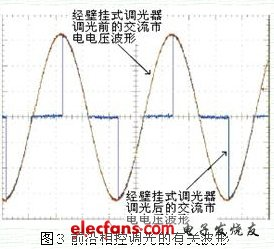 经壁挂式调光器
调光前的交流市
电电压波形
经壁挂式调光器
调光后的交流市
电电压波形
图3 前沿相控调光的有关波形
elecfans.com 电子发烧友